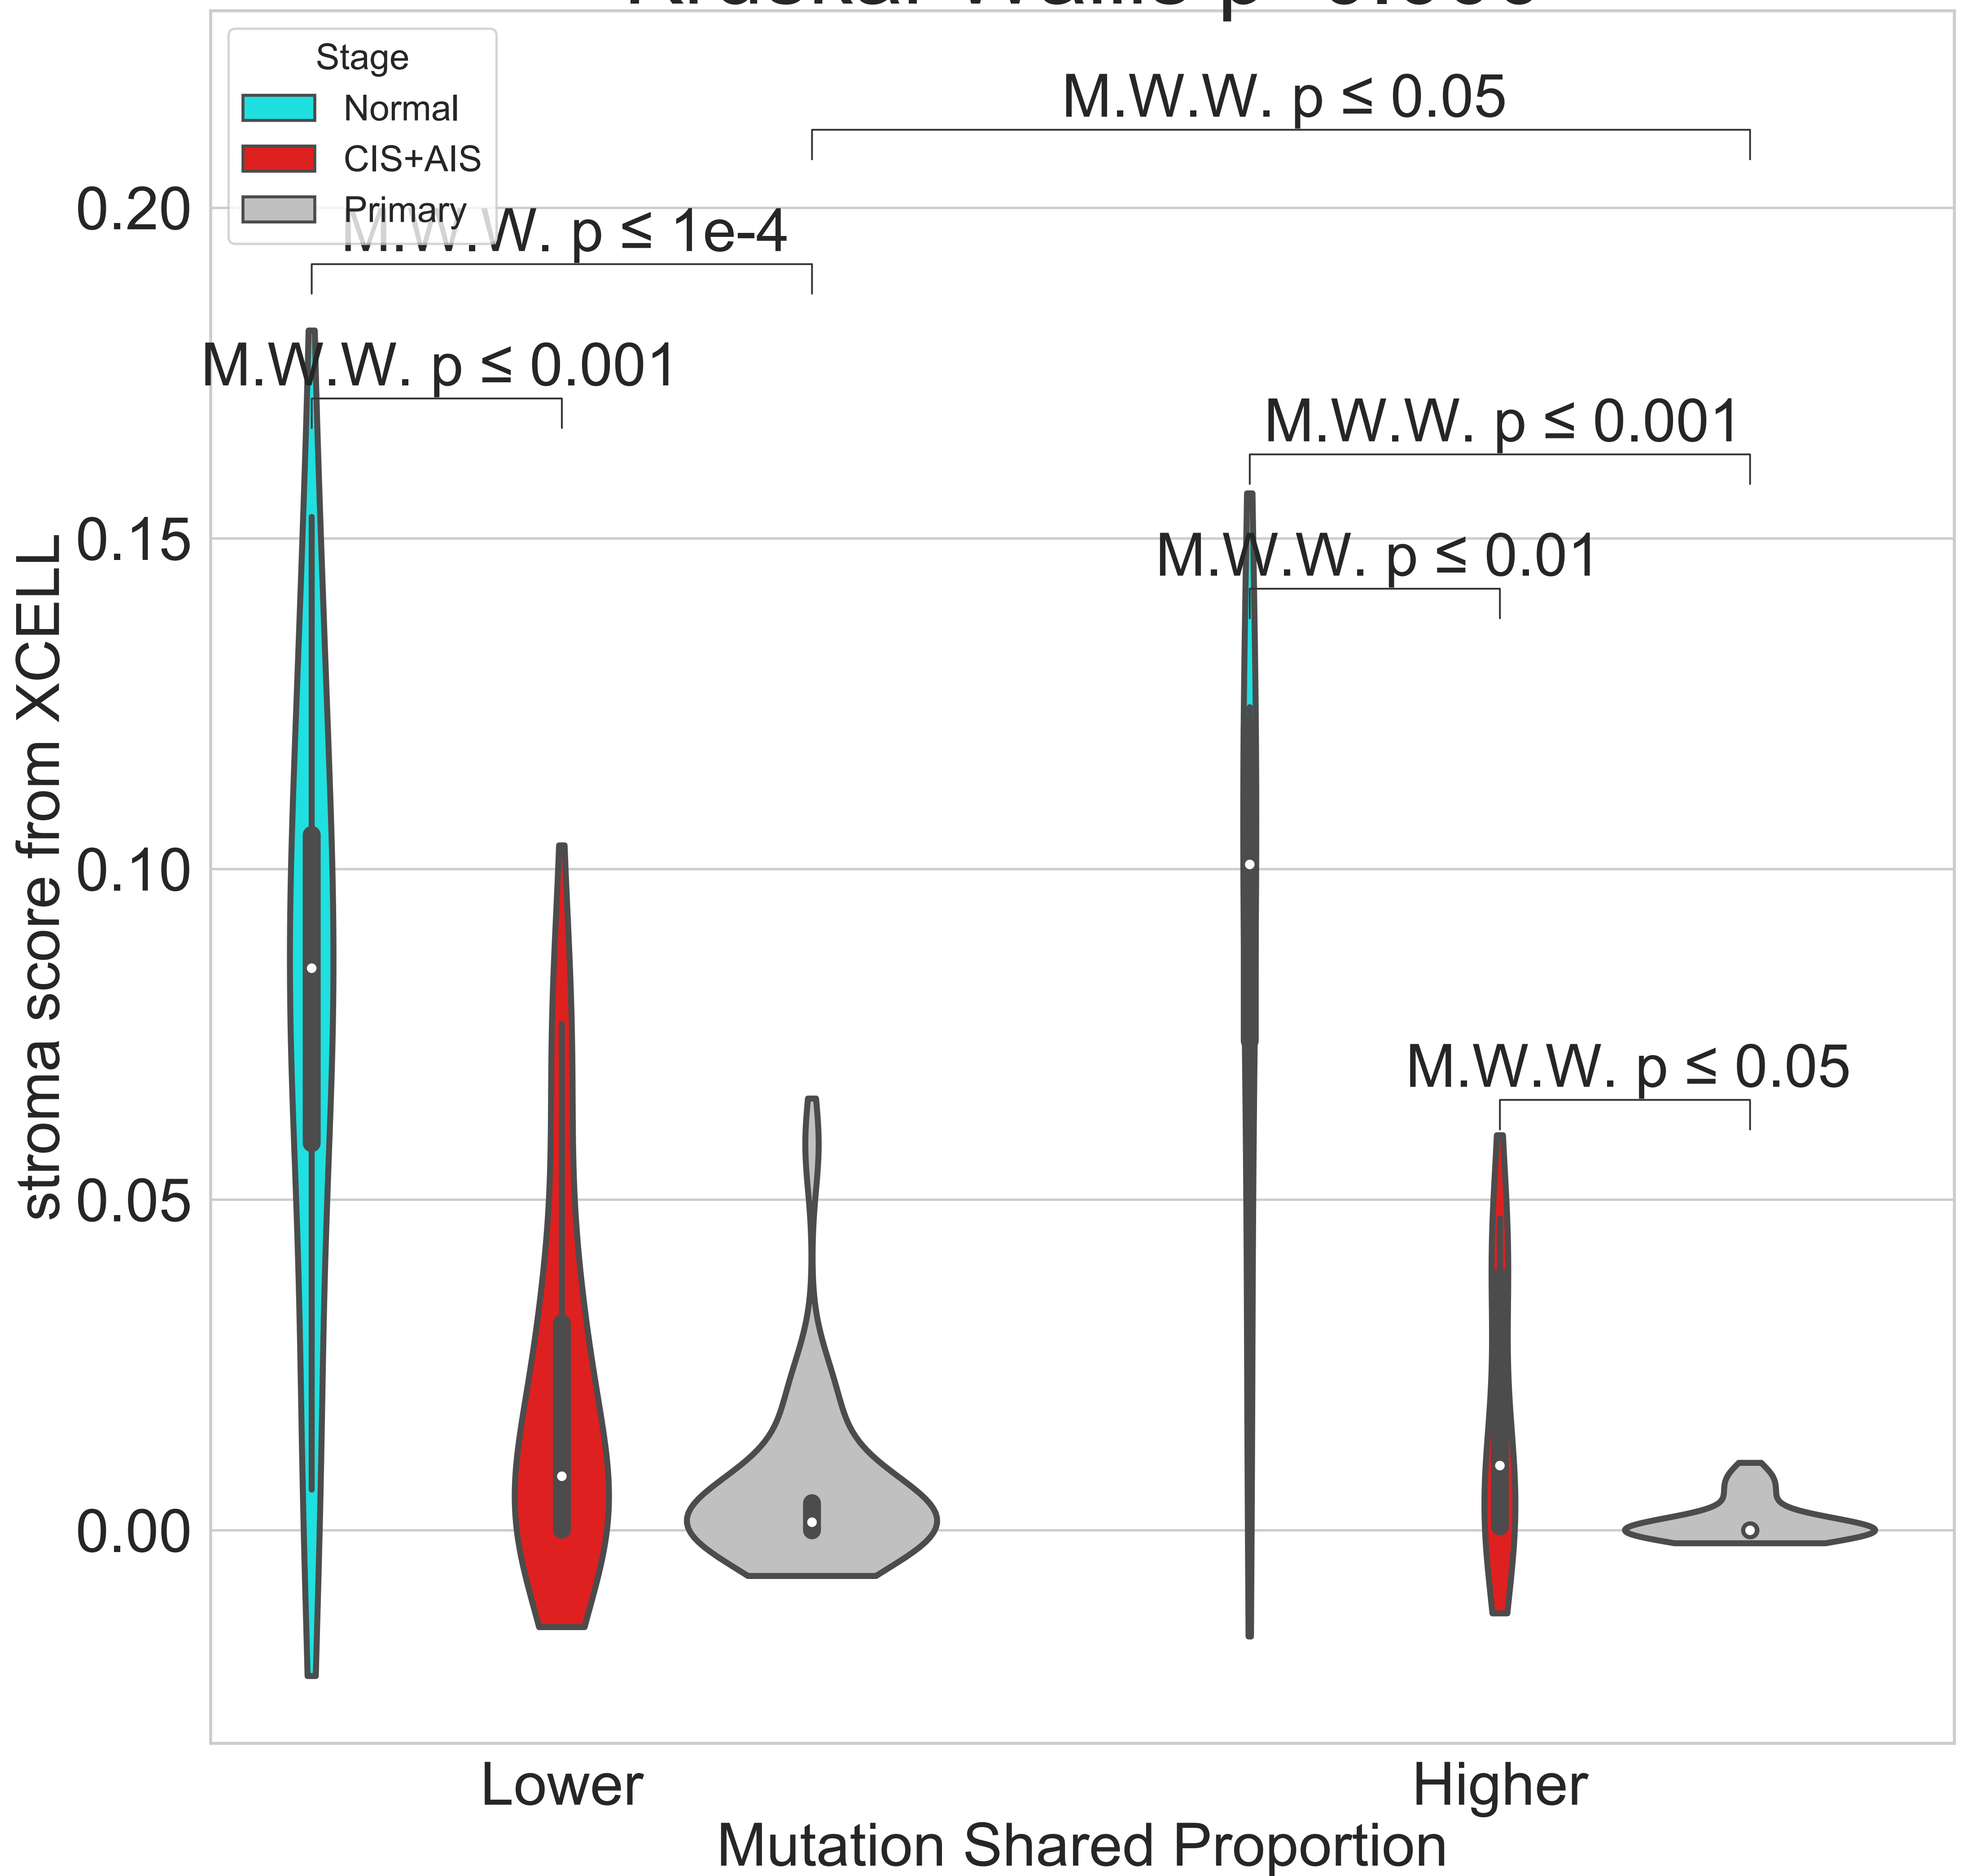 Stage
Normal
CIS+AIS
Primary
M.W.W. p ≤ 0.05
0.20
M.W.W. p ≤ 1e-4
M.W.W. p ≤ 0.001
M.W.W. p ≤ 0.001
0.15
M.W.W. p ≤ 0.01
0.10
M.W.W. p ≤ 0.05
0.05
0.00
stroma score from XCELL
Lower
Higher
Mutation Shared Proportion